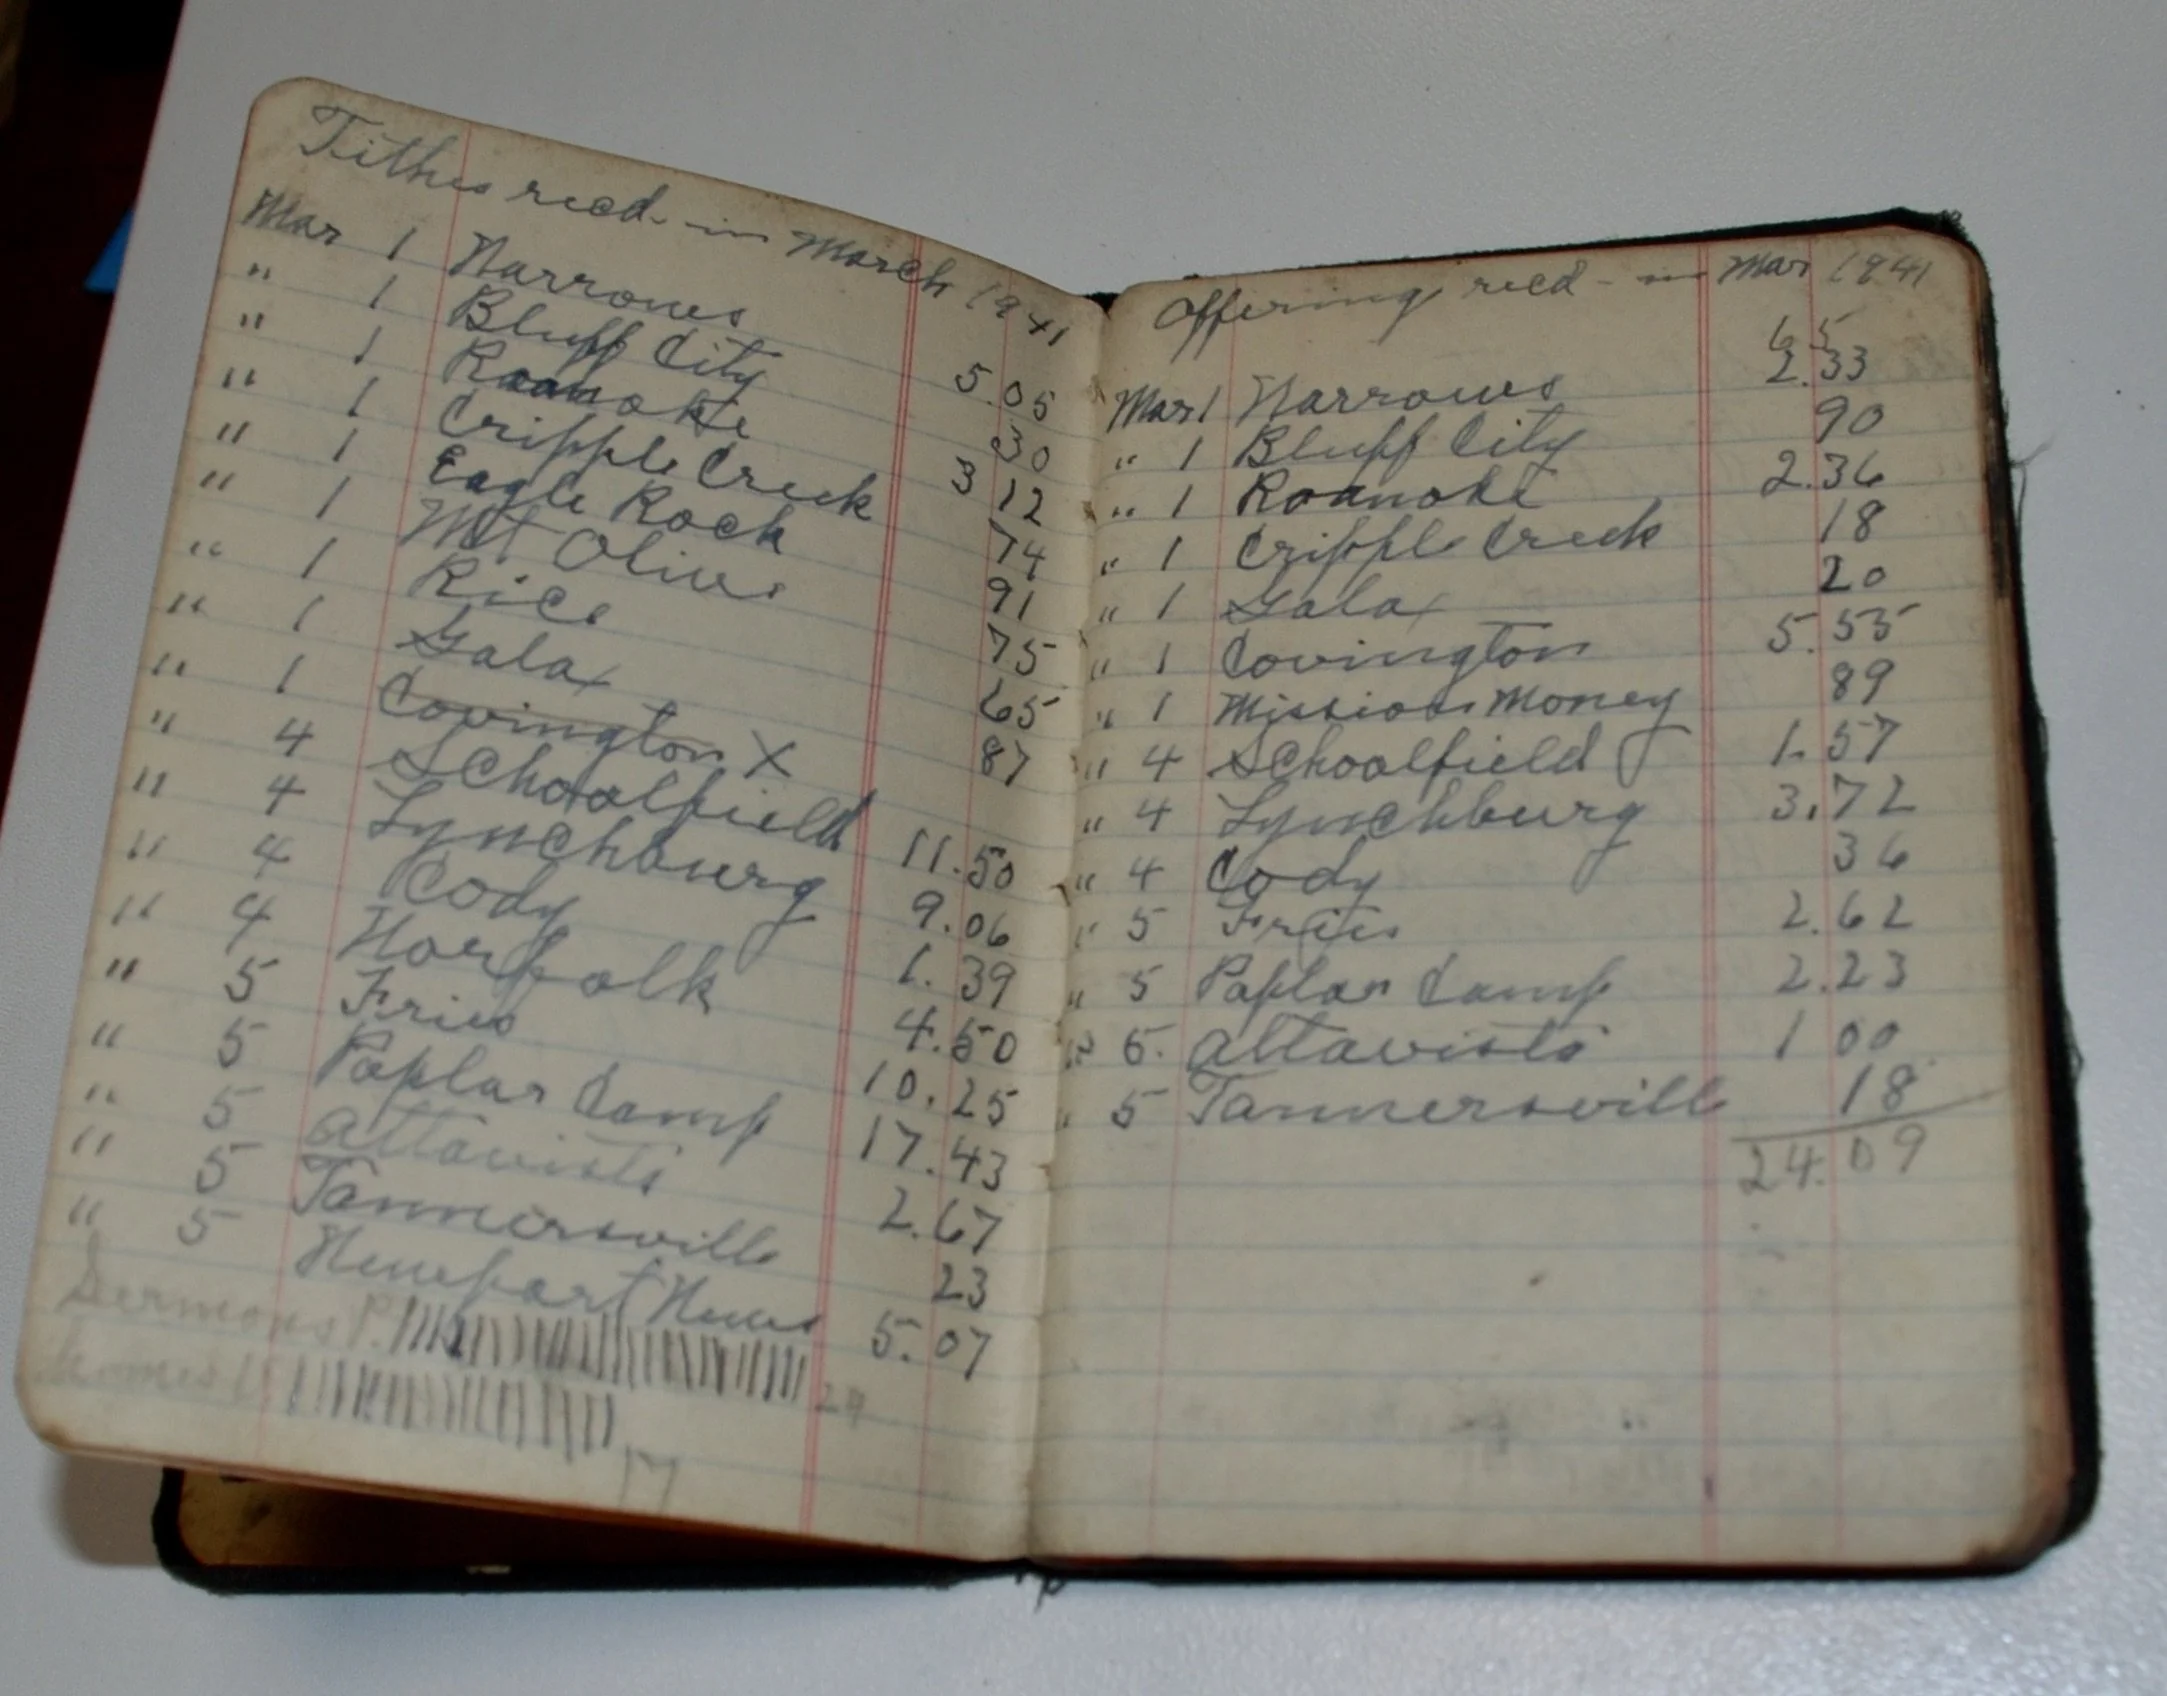 Tithes recd - in March 1941
Mar 1 Narrows 5.05
" 1 Bluff City 30
" 1 Roanoke 3 12
" 1 Cripple Creek 74
" 1 Eagle Rock 91
" 1 Mt Olive 75
" 1 Rice 65
" 1 Galax 87
" 1 Covington X
" 4 Schoolfield 11.50
" 4 Lynchburg 9.06
" 4 Cody 1.39
" 4 Norfolk 4.50
" 5 Fries 10.25
" 5 Poplar Camp 17.43
" 5 Altavista 2.67
" 5 Tannersville 23
" 5 Newport News 5.07
Sermons P. 29
homes V 17
Offering recd - in Mar 1941
65
Mar 1 Narrows 2.33
" 1 Bluff City 90
" 1 Roanoke 2.36
" 1 Cripple Creek 18
" 1 Galax 20
" 1 Covington 5.55
" 1 Mission Money 89
" 4 Schoolfield 1.57
" 4 Lynchburg 3.72
" 4 Cody 36
" 5 Fries 2.62
" 5 Poplar Camp 2.23
" 5. Altavista 1 00
" 5 Tannersville 18
24.09